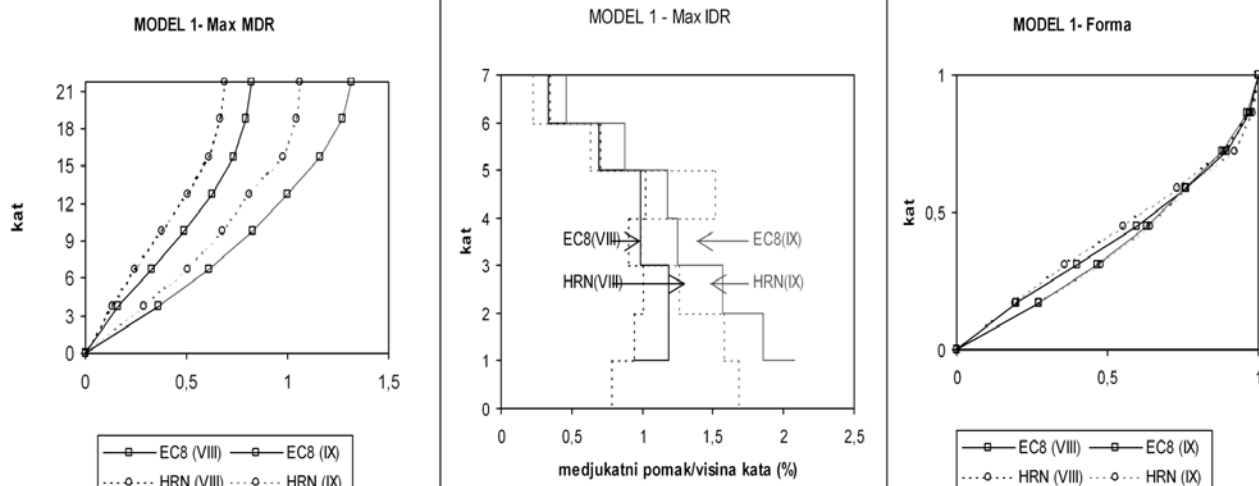 MODEL 1- Max MDR
kat
21
18
15
12
9
6
3
0
0
0,5
1
1,5
EC8 (VIII)
EC8 (IX)
HRN (VIII)
HRN (IX)
MODEL 1 - Max IDR
kat
7
6
5
4
3
2
1
0
EC8(VIII)
EC8(IX)
HRN(VIII)
HRN(IX)
0
0,5
1
1,5
2
2,5
medjukatni pomak/visina kata (%)
MODEL 1- Forma
kat
1
0,5
0
0
0,5
1
EC8 (VIII)
EC8 (IX)
HRN (VIII)
HRN (IX)